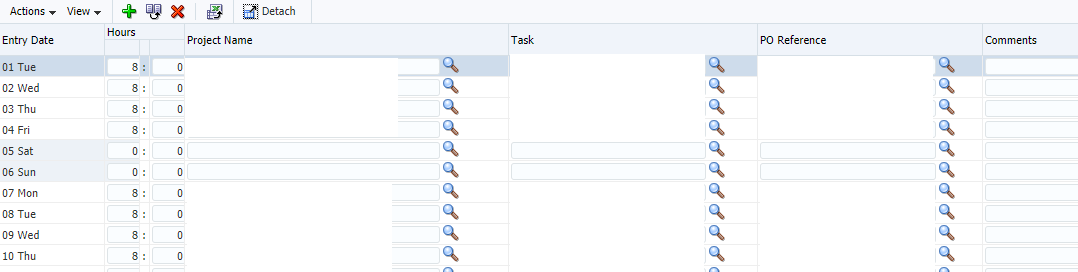 Actions View Detach
Entry Date Hours Project Name Task PO Reference Comments
01 Tue 8 : 0
02 Wed 8 : 0
03 Thu 8 : 0
04 Fri 8 : 0
05 Sat 0 : 0
06 Sun 0 : 0
07 Mon 8 : 0
08 Tue 8 : 0
09 Wed 8 : 0
10 Thu 8 : 0